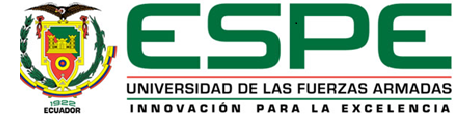 ESPE
UNIVERSIDAD DE LAS FUERZAS ARMADAS
INNOVACIÓN PARA LA EXCELENCIA
1922
ECUADOR